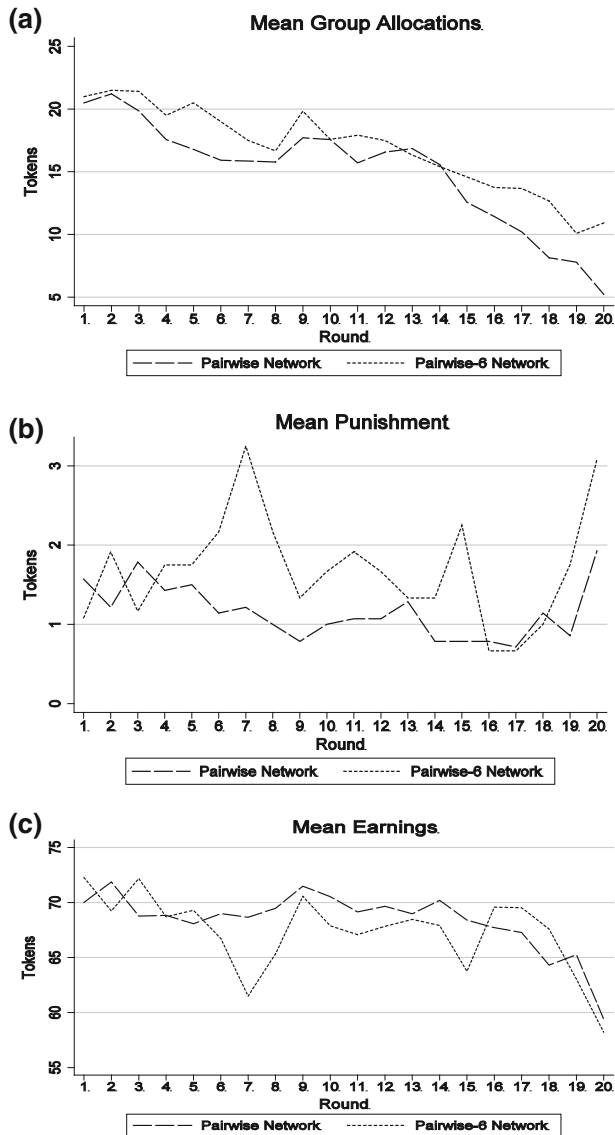 (a)
Mean Group Allocations.
Tokens
25
20
15
10
5
1. 2. 3. 4. 5. 6. 7. 8. 9. 10. 11. 12. 13. 14. 15. 16. 17. 18. 19. 20.
Round.
Pairwise Network. Pairwise-6 Network.
(b)
Mean Punishment
Tokens
3
2
1
0
1. 2. 3. 4. 5. 6. 7. 8. 9. 10. 11. 12. 13. 14. 15. 16. 17. 18. 19. 20.
Round.
Pairwise Network. Pairwise-6 Network.
(c)
Mean Earnings.
Tokens
75
70
65
60
55
1. 2. 3. 4. 5. 6. 7. 8. 9. 10. 11. 12. 13. 14. 15. 16. 17. 18. 19. 20.
Round.
Pairwise Network. Pairwise-6 Network.